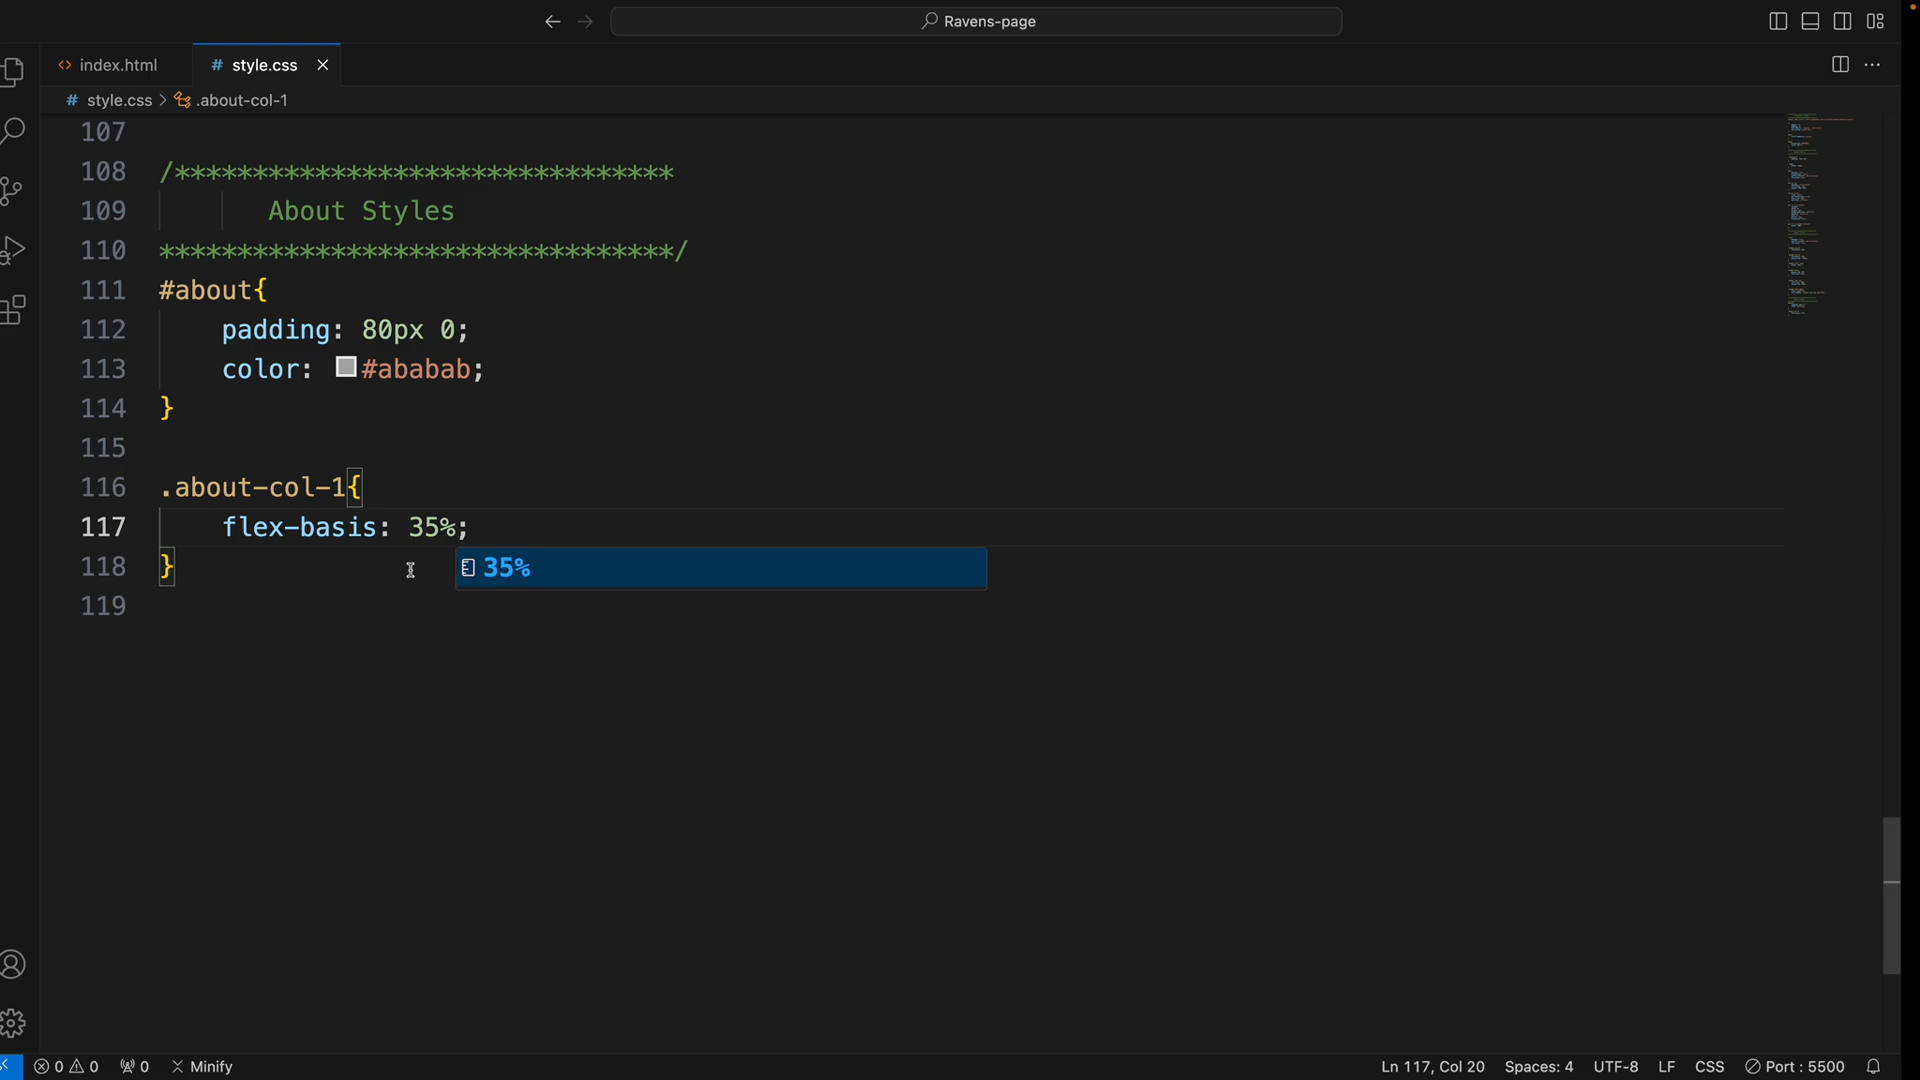 Ravens-page
index.html
style.css
style.css > .about-col-1
107
108 /********************************
109 About Styles
110 *********************************/
111 #about{
112 padding: 80px 0;
113 color: #ababab;
114 }
115
116 .about-col-1{
117 flex-basis: 35%;
35%
118 }
119
0 0 0 Minify Ln 117, Col 20 Spaces: 4 UTF-8 LF CSS Port : 5500